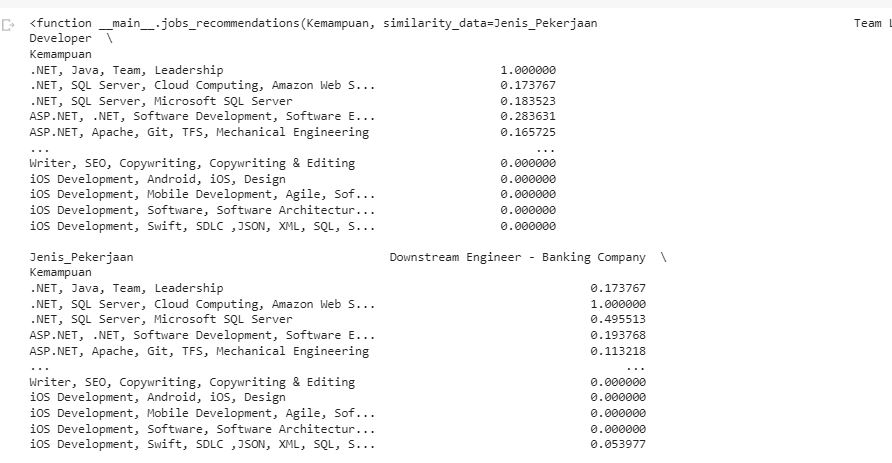 <function __main__.jobs_recommendations(Kemampuan, similarity_data=Jenis_Pekerjaan Team
Developer \
Kemampuan
.NET, Java, Team, Leadership 1.000000
.NET, SQL Server, Cloud Computing, Amazon Web S... 0.173767
.NET, SQL Server, Microsoft SQL Server 0.183523
ASP.NET, .NET, Software Development, Software E... 0.283631
ASP.NET, Apache, Git, TFS, Mechanical Engineering 0.165725
... ...
Writer, SEO, Copywriting, Copywriting & Editing 0.000000
iOS Development, Android, iOS, Design 0.000000
iOS Development, Mobile Development, Agile, Sof... 0.000000
iOS Development, Software, Software Architectur... 0.000000
iOS Development, Swift, SDLC ,JSON, XML, SQL, S... 0.000000
Jenis_Pekerjaan Downstream Engineer - Banking Company \
Kemampuan
.NET, Java, Team, Leadership 0.173767
.NET, SQL Server, Cloud Computing, Amazon Web S... 1.000000
.NET, SQL Server, Microsoft SQL Server 0.495513
ASP.NET, .NET, Software Development, Software E... 0.193768
ASP.NET, Apache, Git, TFS, Mechanical Engineering 0.113218
... ...
Writer, SEO, Copywriting, Copywriting & Editing 0.000000
iOS Development, Android, iOS, Design 0.000000
iOS Development, Mobile Development, Agile, Sof... 0.000000
iOS Development, Software, Software Architectur... 0.000000
iOS Development, Swift, SDLC ,JSON, XML, SQL, S... 0.053977